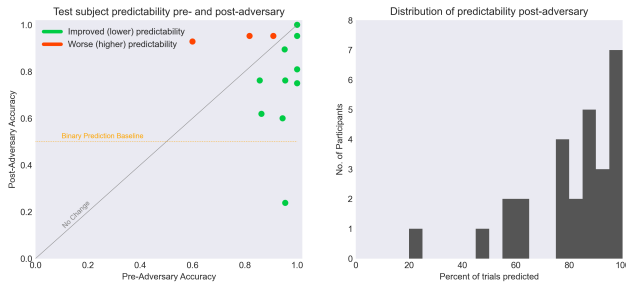 Test subject predictability pre- and post-adversary
Improved (lower) predictability
Worse (higher) predictability
Binary Prediction Baseline
No Change
Post-Adversary Accuracy
1.0
0.8
0.6
0.4
0.2
0.0
0.0 0.2 0.4 0.6 0.8 1.0
Pre-Adversary Accuracy
Distribution of predictability post-adversary
No. of Participants
8
7
6
5
4
3
2
1
0
0 20 40 60 80 100
Percent of trials predicted